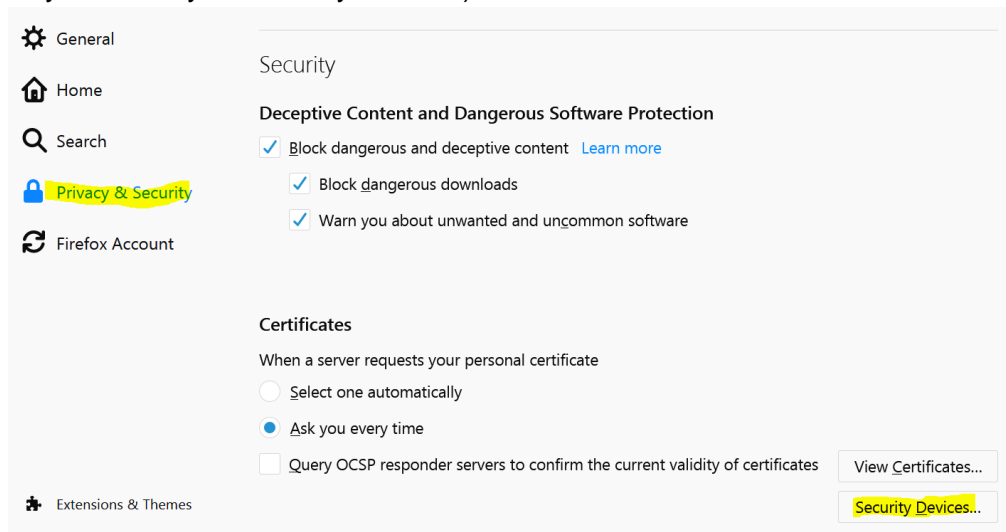 General
Home
Search
Privacy & Security
Firefox Account
Extensions & Themes
Security
Deceptive Content and Dangerous Software Protection
Block dangerous and deceptive content Learn more
Block dangerous downloads
Warn you about unwanted and uncommon software
Certificates
When a server requests your personal certificate
Select one automatically
Ask you every time
Query OCSP responder servers to confirm the current validity of certificates
View Certificates...
Security Devices...